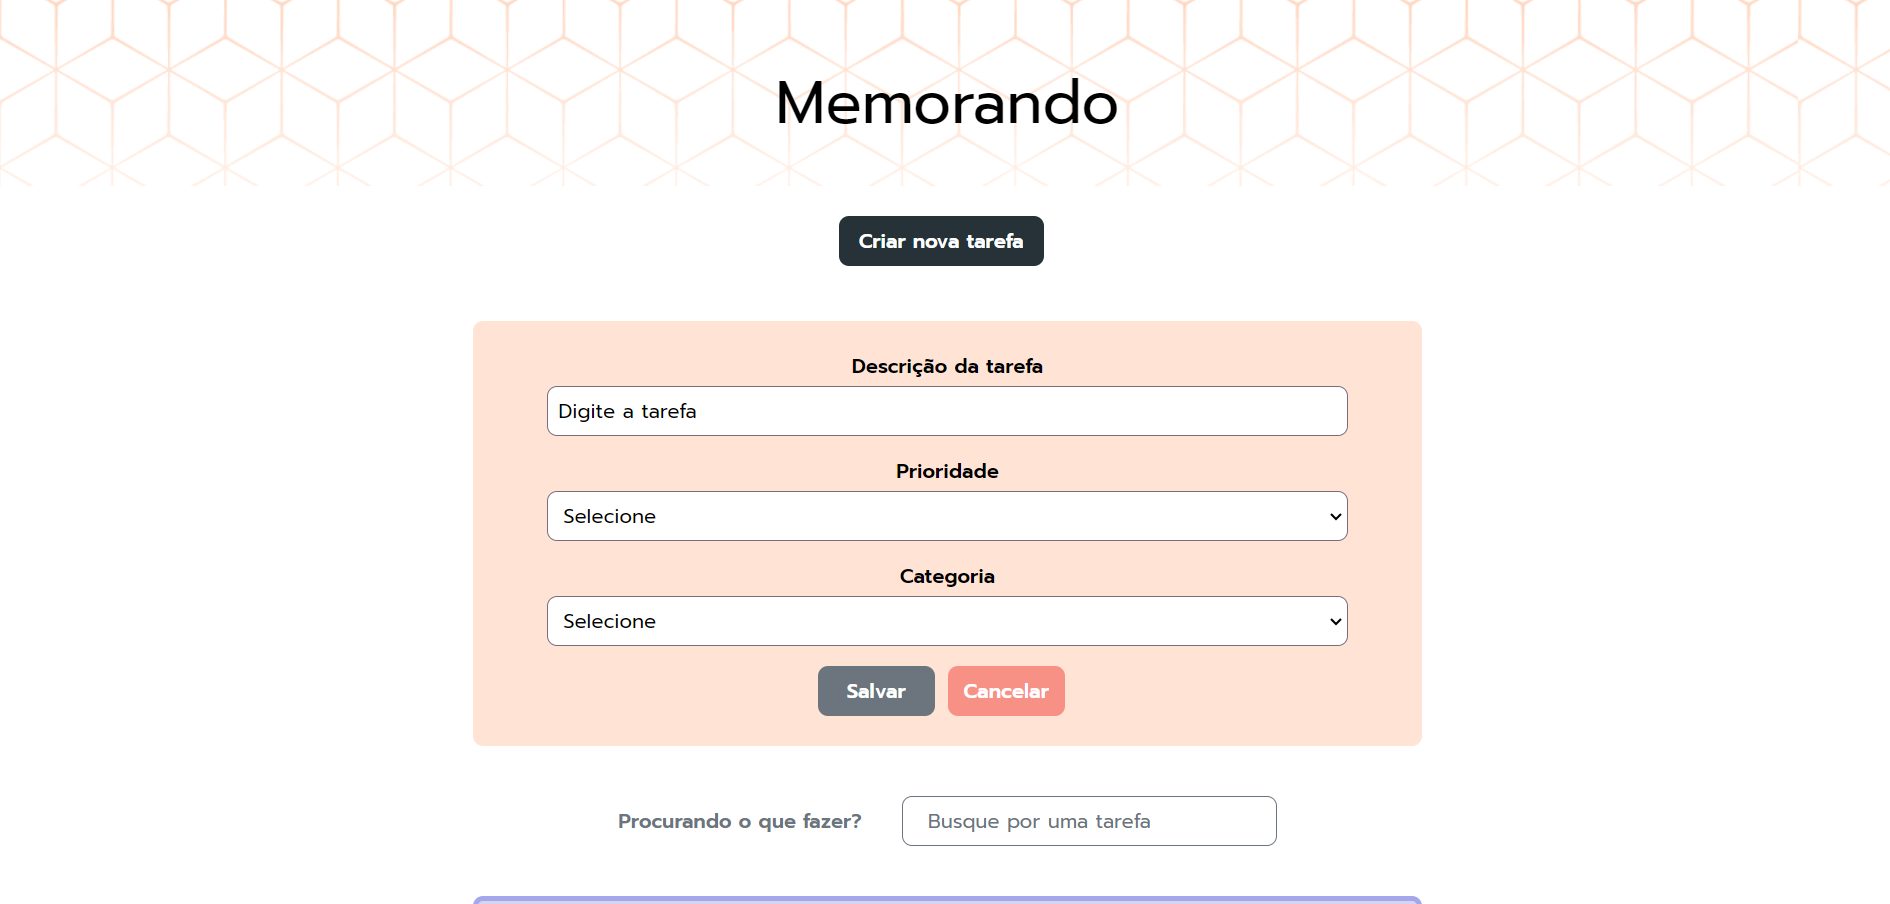 Memorando
Criar nova tarefa
Descrição da tarefa
Digite a tarefa
Prioridade
Selecione
Categoria
Selecione
Salvar Cancelar
Procurando o que fazer? Busque por uma tarefa